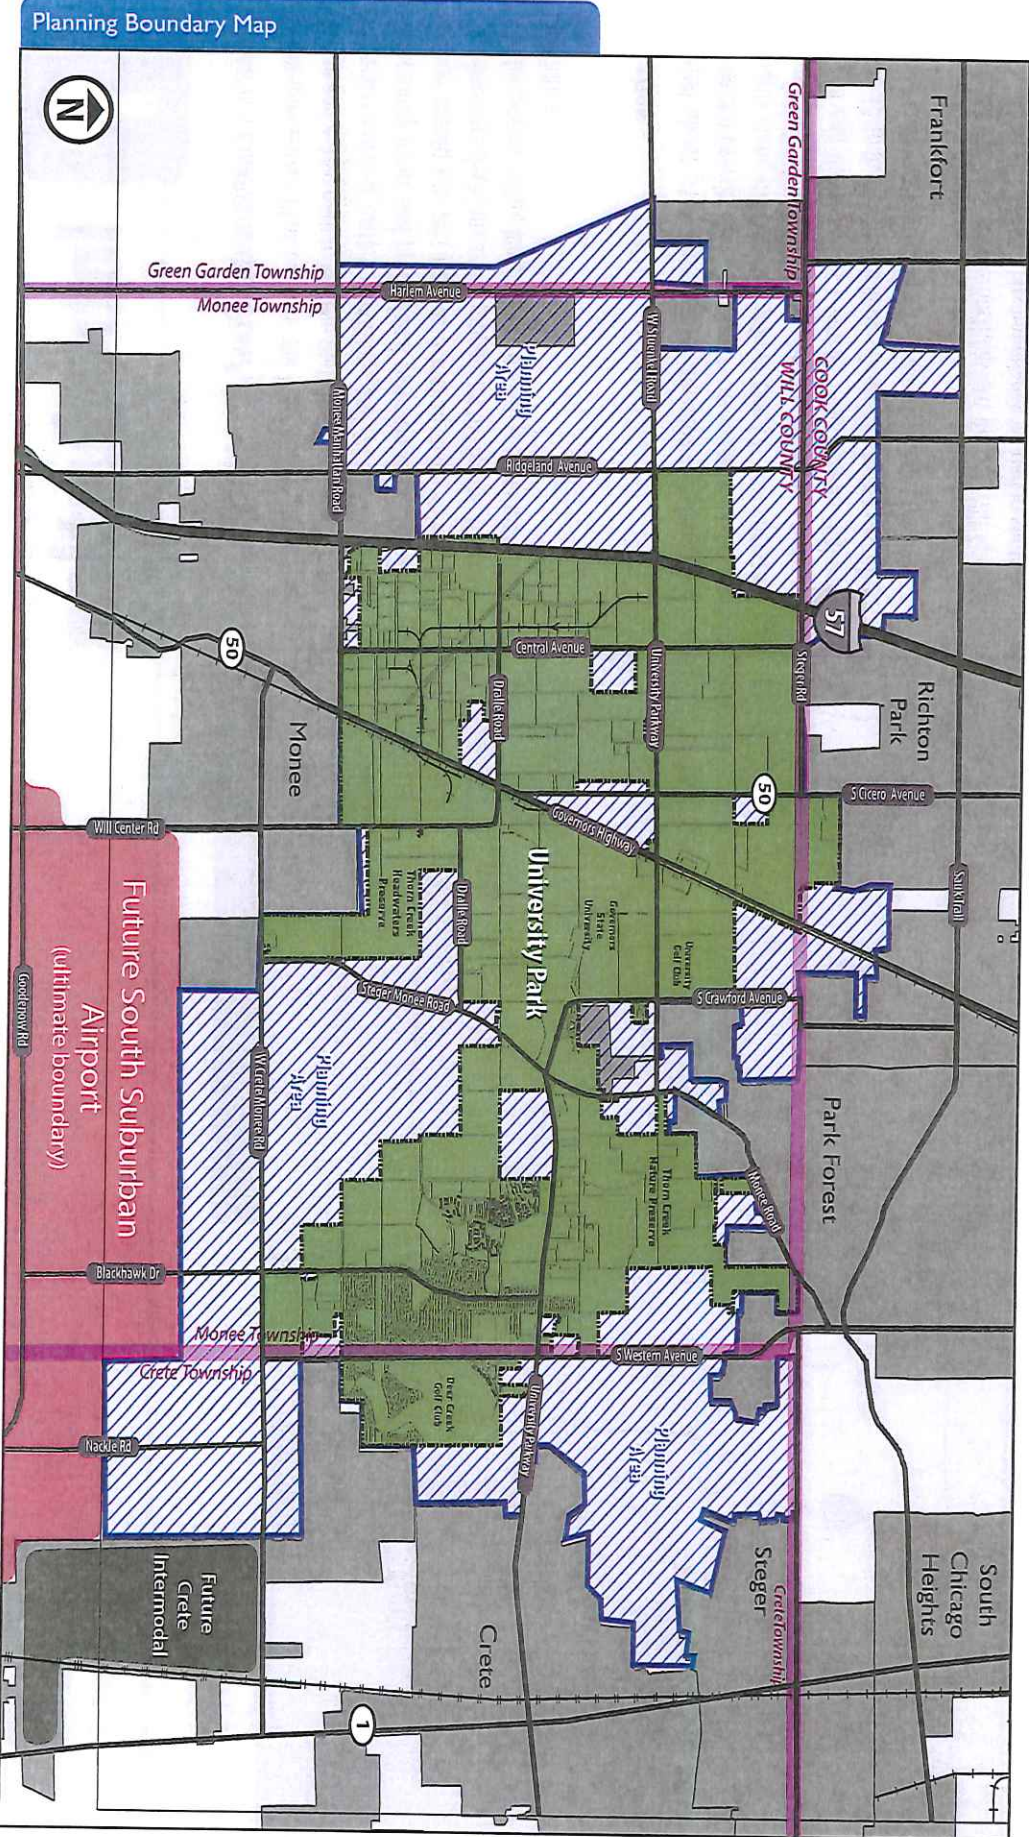 Planning Boundary Map
N
Frankfort
Green Garden Township
Green Garden Township
Monee Township
Harlem Avenue
W Stuenkel Road
COOK COUNTY
WILL COUNTY
Planning
Area
Monee Manhattan Road
Ridgeland Avenue
57
Richton
Park
Steger Rd
Central Avenue
University Parkway
Dralle Road
50
50
Monee
S Cicero Avenue
Governors Highway
Will Center Rd
Sauk Trail
University Park
Governors
State
University
University
Golf Club
Thorn Creek
Headwaters
Preserve
Dralle Road
S Crawford Avenue
Steger Monee Road
Future South Suburban
Airport
(ultimate boundary)
Goodenow Rd
W Crete Monee Rd
Planning
Area
Park Forest
Monee Road
Thorn Creek
Nature Preserve
Blackhawk Dr
Monee Township
Crete Township
S Western Avenue
Deer Creek
Golf Club
University Parkway
Nackle Rd
Planning
Area
Steger
Crete Township
South
Chicago
Heights
Future
Crete
Intermodal
Crete
1